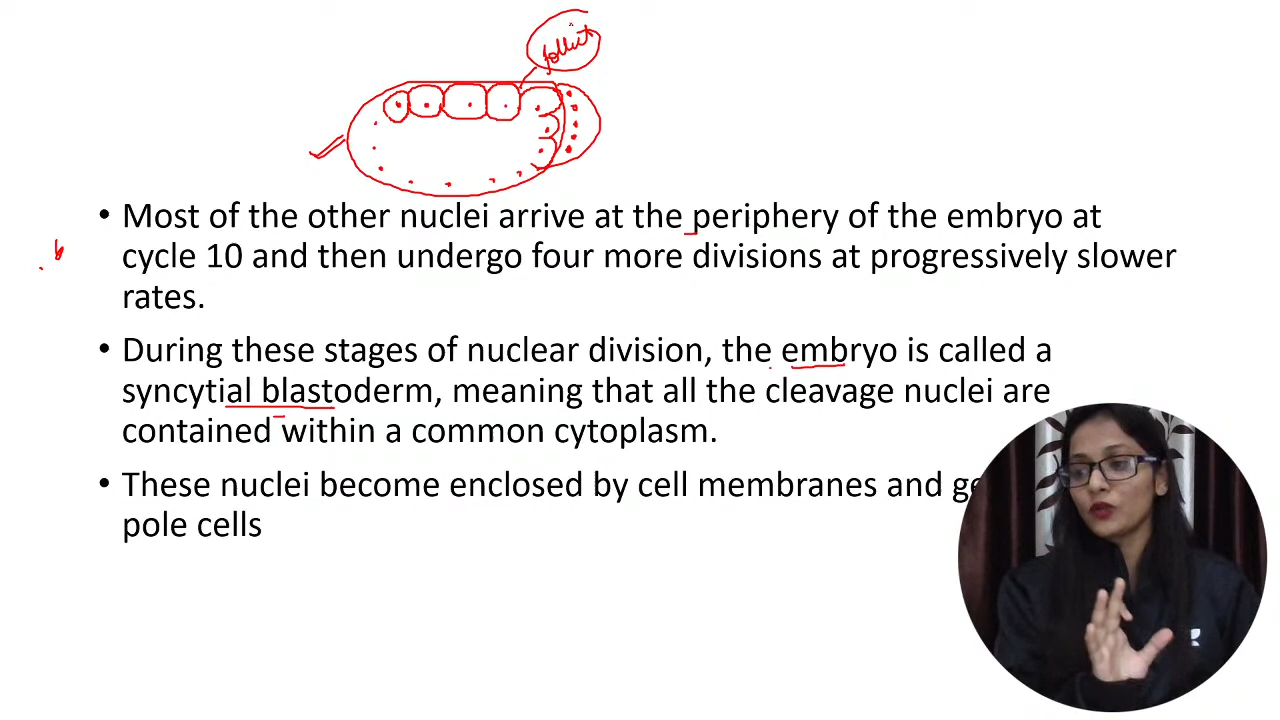 • Most of the other nuclei arrive at the periphery of the embryo at
cycle 10 and then undergo four more divisions at progressively slower
rates.
• During these stages of nuclear division, the embryo is called a
syncytial blastoderm, meaning that all the cleavage nuclei are
contained within a common cytoplasm.
• These nuclei become enclosed by cell membranes and ge
pole cells